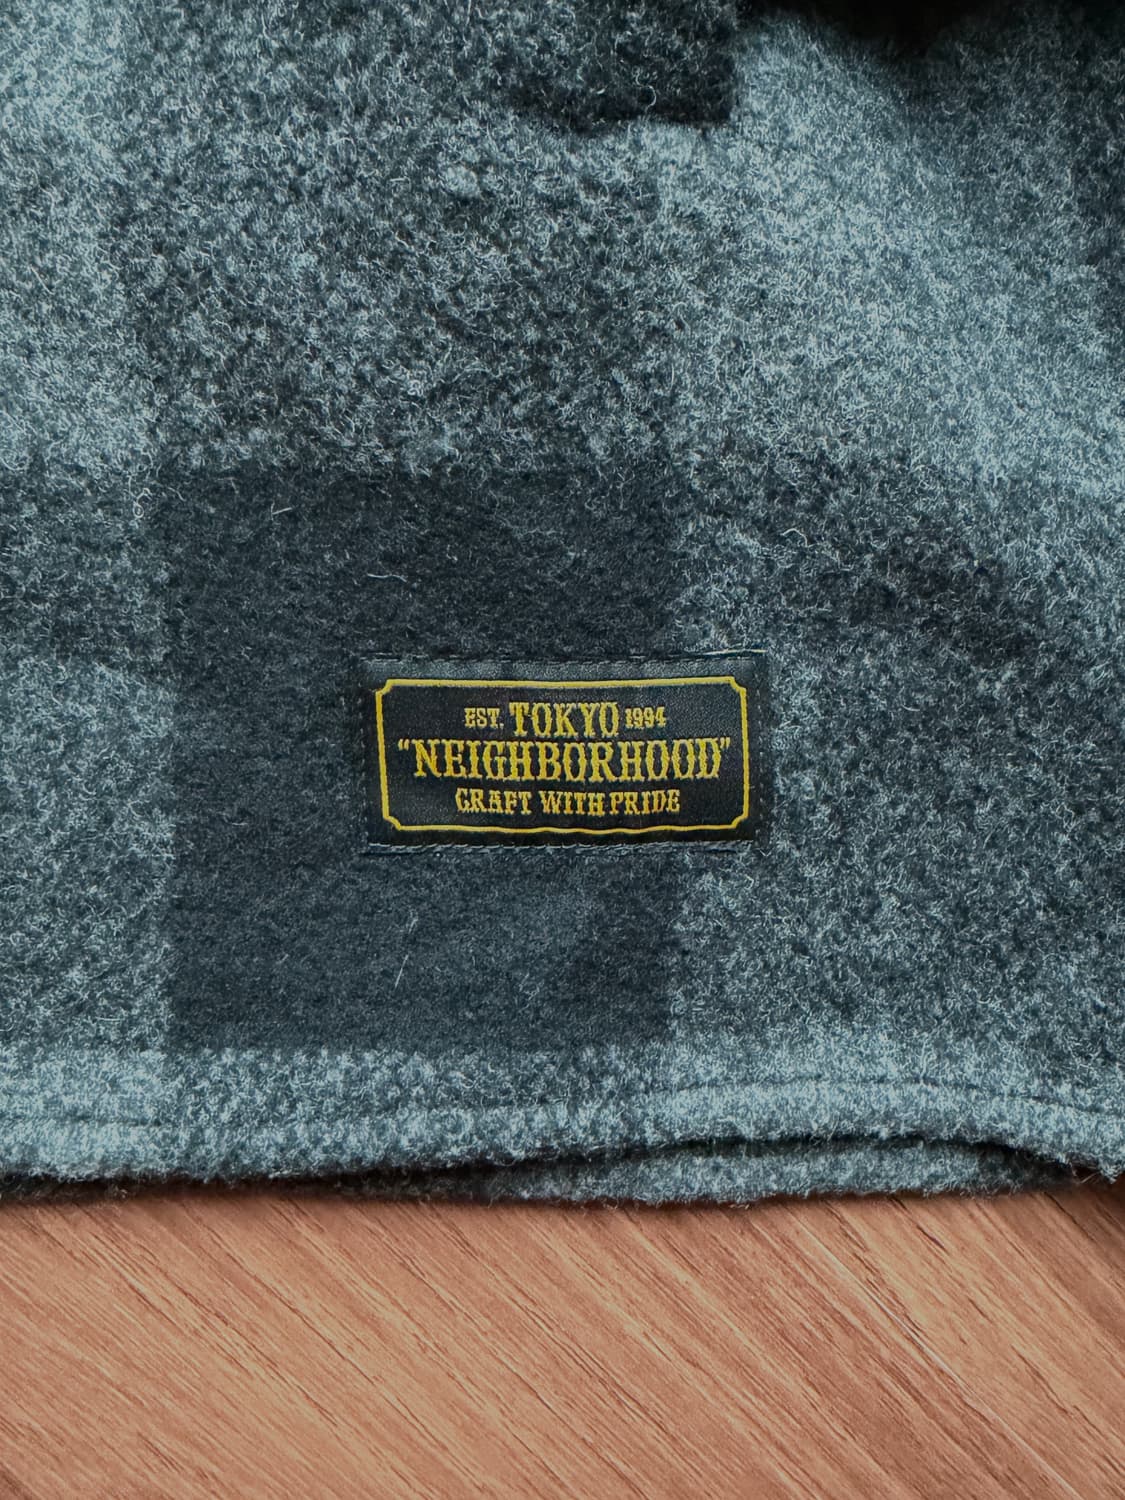 EST. TOKYO 1994
“NEIGHBORHOOD”
CRAFT WITH PRIDE